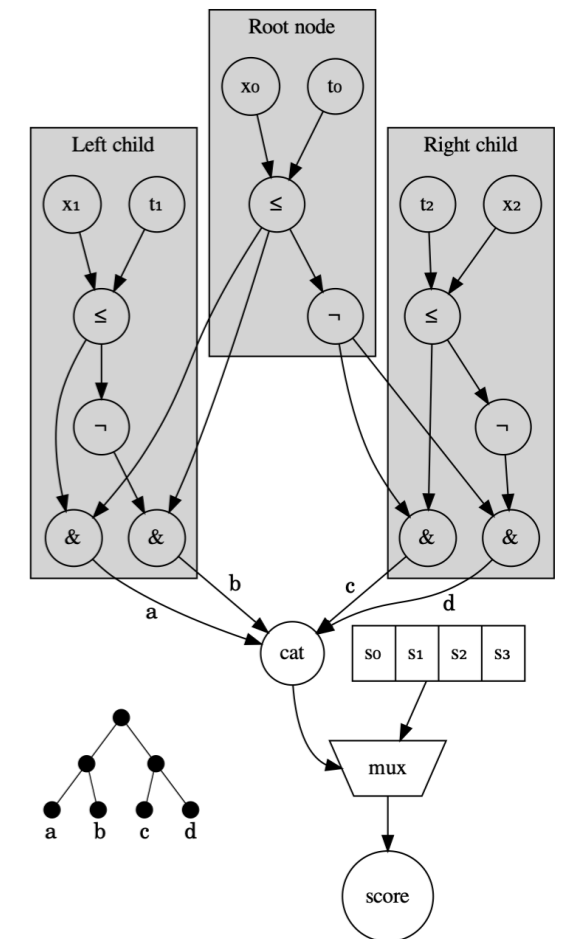 Root node
x₀ t₀
≤
¬
Left child
x₁ t₁
≤
¬
& &
Right child
t₂ x₂
≤
¬
& &
a b c d
cat
s₀ s₁ s₂ s₃
mux
score
a b c d